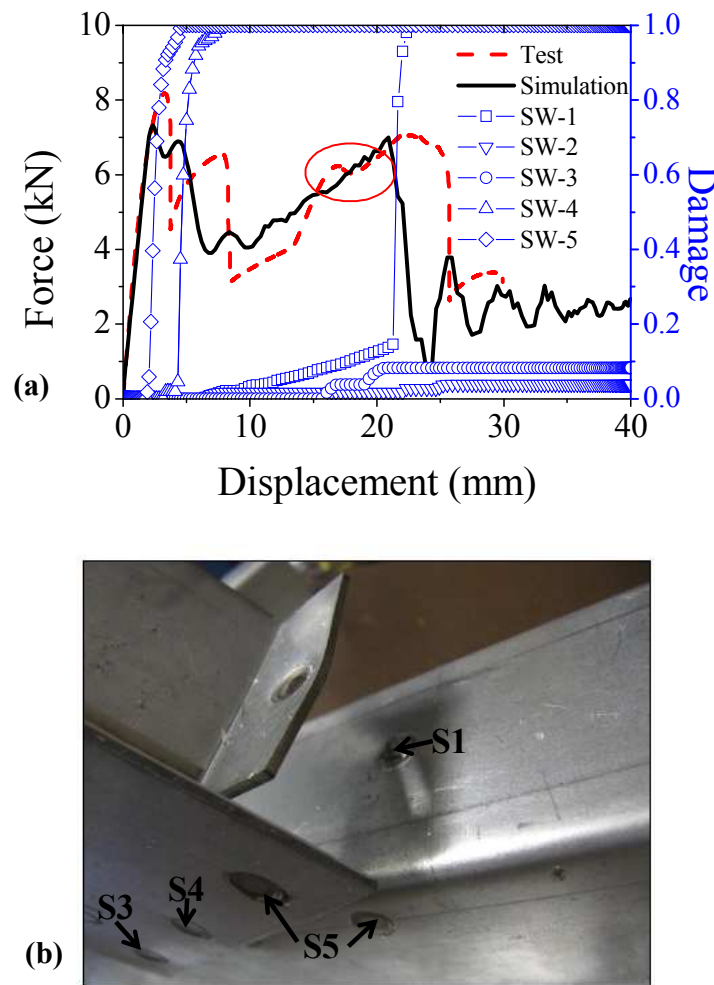 10
8
6
4
2
0
Force (kN)
1.0
0.8
0.6
0.4
0.2
0.0
Damage
Test
Simulation
SW-1
SW-2
SW-3
SW-4
SW-5
(a)
0 10 20 30 40
Displacement (mm)
S1
S4
S3
S5
(b)